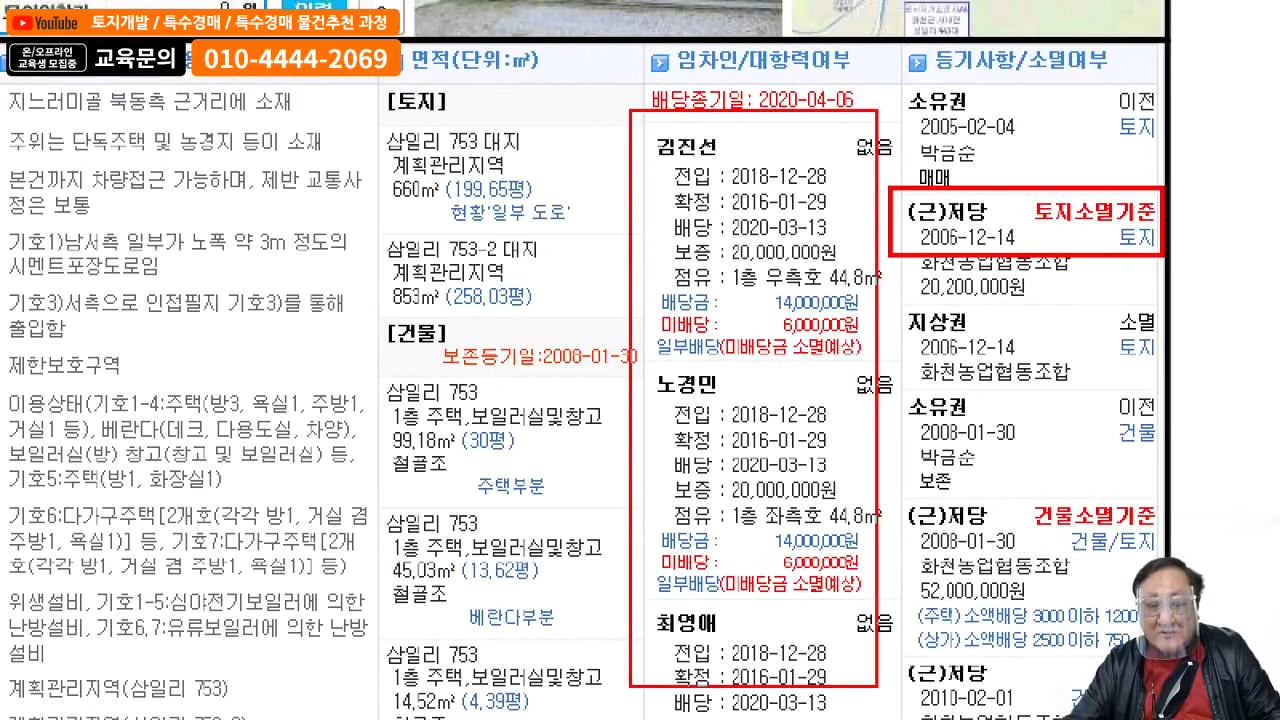 YouTube 토지개발 / 특수경매 / 특수경매 물건추천 과정
온/오프라인
교육생 모집중
교육문의
010-4444-2069
지느러미골 북동측 근거리에 소재
주위는 단독주택 및 농경지 등이 소재
본건까지 차량접근 가능하며, 제반 교통사
정은 보통
기호1)남서측 일부가 노폭 약 3m 정도의
시멘트포장도로임
기호3)서측으로 인접필지 기호3)를 통해
출입함
제한보호구역
이용상태(기호1-4:주택(방3, 욕실1, 주방1,
거실1 등), 베란다(데크, 다용도실, 차양),
보일러실(방) 창고(창고 및 보일러실) 등,
기호5:주택(방1, 화장실1)
기호6:다가구주택[2개호(각각 방1, 거실 겸
주방1, 욕실1)] 등, 기호7:다가구주택[2개
호(각각 방1, 거실 겸 주방1, 욕실1)] 등)
위생설비, 기호1-5:심야전기보일러에 의한
난방설비, 기호6,7:유류보일러에 의한 난방
설비
계획관리지역(삼일리 753)
면적(단위:㎡)
[토지]
삼일리 753 대지
계획관리지역
660㎡ (199.65평)
현황'일부 도로'
삼일리 753-2 대지
계획관리지역
853㎡ (258.03평)
[건물]
보존등기일:2008-01-30
삼일리 753
1층 주택,보일러실및창고
99.18㎡ (30평)
철골조
주택부분
삼일리 753
1층 주택,보일러실및창고
45.03㎡ (13.62평)
철골조
베란다부분
삼일리 753
1층 주택,보일러실및창고
14.52㎡ (4.39평)
임차인/대항력여부
배당종기일: 2020-04-06
김진선 없음
전입 : 2018-12-28
확정 : 2016-01-29
배당 : 2020-03-13
보증 : 20,000,000원
점유 : 1층 우측호 44.8㎡
배당금 : 14,000,000원
미배당 : 6,000,000원
일부배당(미배당금 소멸예상)
노경민 없음
전입 : 2018-12-28
확정 : 2016-01-29
배당 : 2020-03-13
보증 : 20,000,000원
점유 : 1층 좌측호 44.8㎡
배당금 : 14,000,000원
미배당 : 6,000,000원
일부배당(미배당금 소멸예상)
최영애 없음
전입 : 2018-12-28
확정 : 2016-01-29
배당 : 2020-03-13
등기사항/소멸여부
소유권 이전
2005-02-04 토지
박금순
매매
(근)저당 토지소멸기준
2006-12-14 토지
화천농업협동조합
20,200,000원
지상권 소멸
2006-12-14 토지
화천농업협동조합
소유권 이전
2008-01-30 건물
박금순
보존
(근)저당 건물소멸기준
2008-01-30 건물/토지
화천농업협동조합
52,000,000원
(주택) 소액배당 3000 이하 1200
(상가) 소액배당 2500 이하 750
(근)저당
2010-02-01